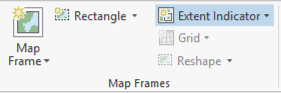 Map
Frame
Rectangle
Extent Indicator
Grid
Reshape
Map Frames